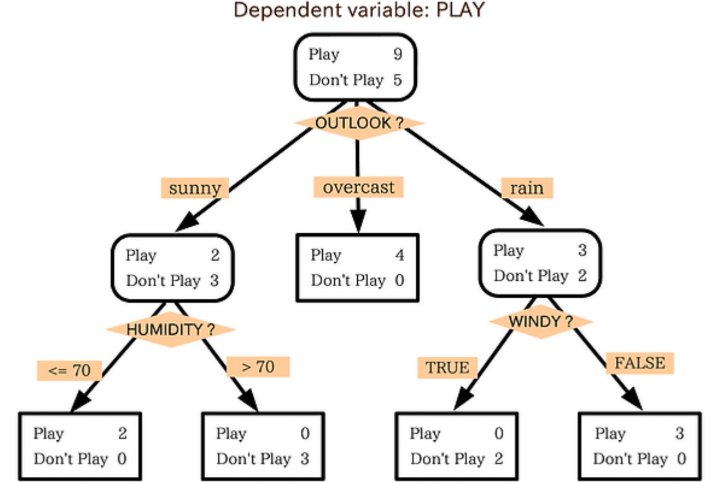 Dependent variable: PLAY
Play 9
Don't Play 5
OUTLOOK ?
sunny
overcast
rain
Play 2
Don't Play 3
Play 4
Don't Play 0
Play 3
Don't Play 2
HUMIDITY ?
WINDY ?
<= 70
> 70
TRUE
FALSE
Play 2
Don't Play 0
Play 0
Don't Play 3
Play 0
Don't Play 2
Play 3
Don't Play 0